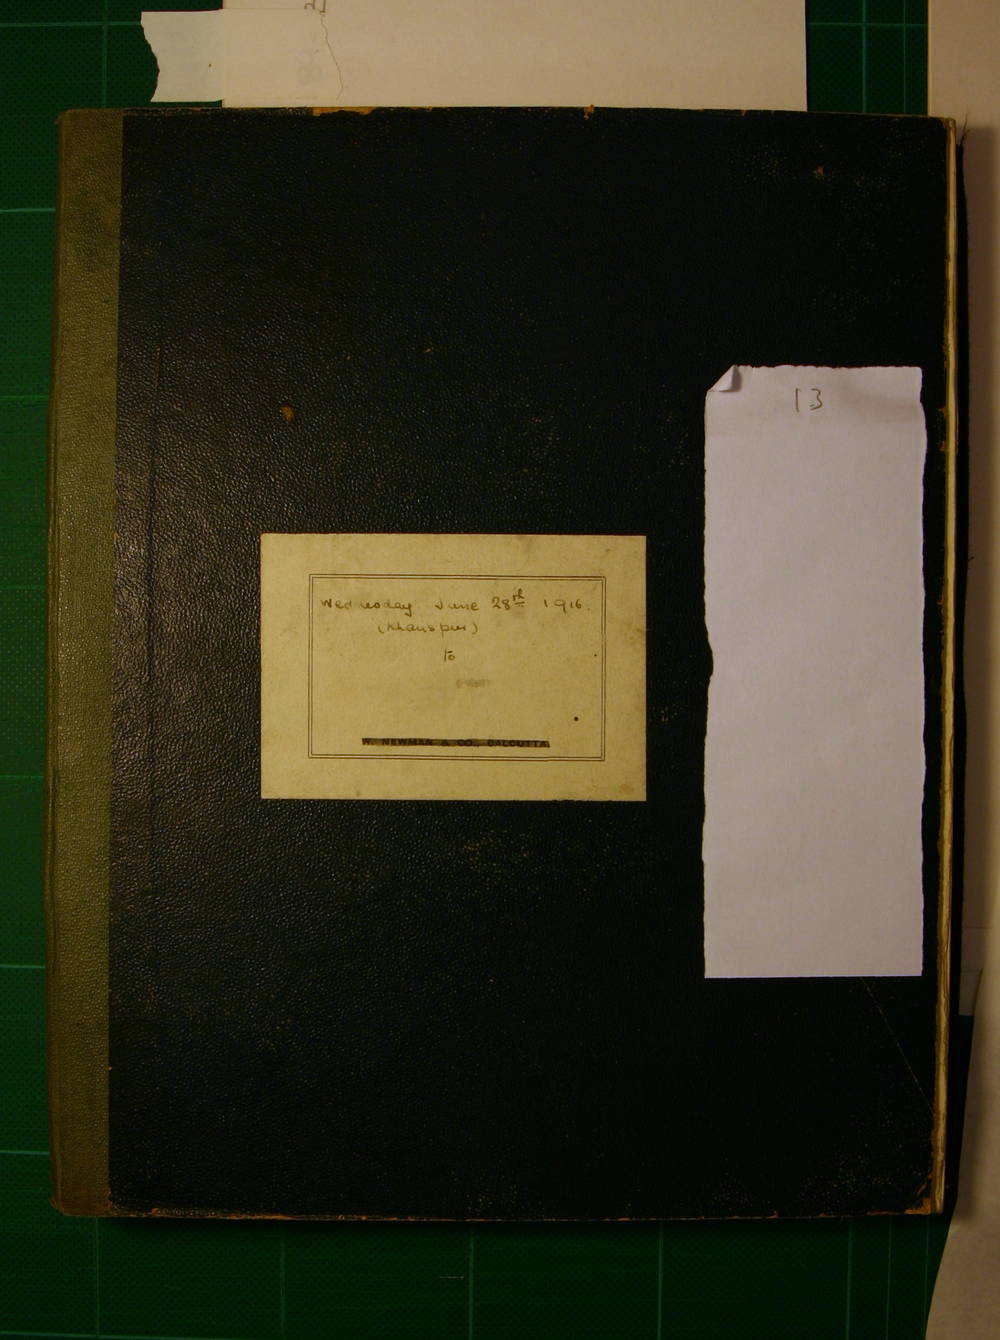 13
Wednesday June 28th 1916.
(Khanspur)
to
W. NEWMAN & CO., CALCUTTA.